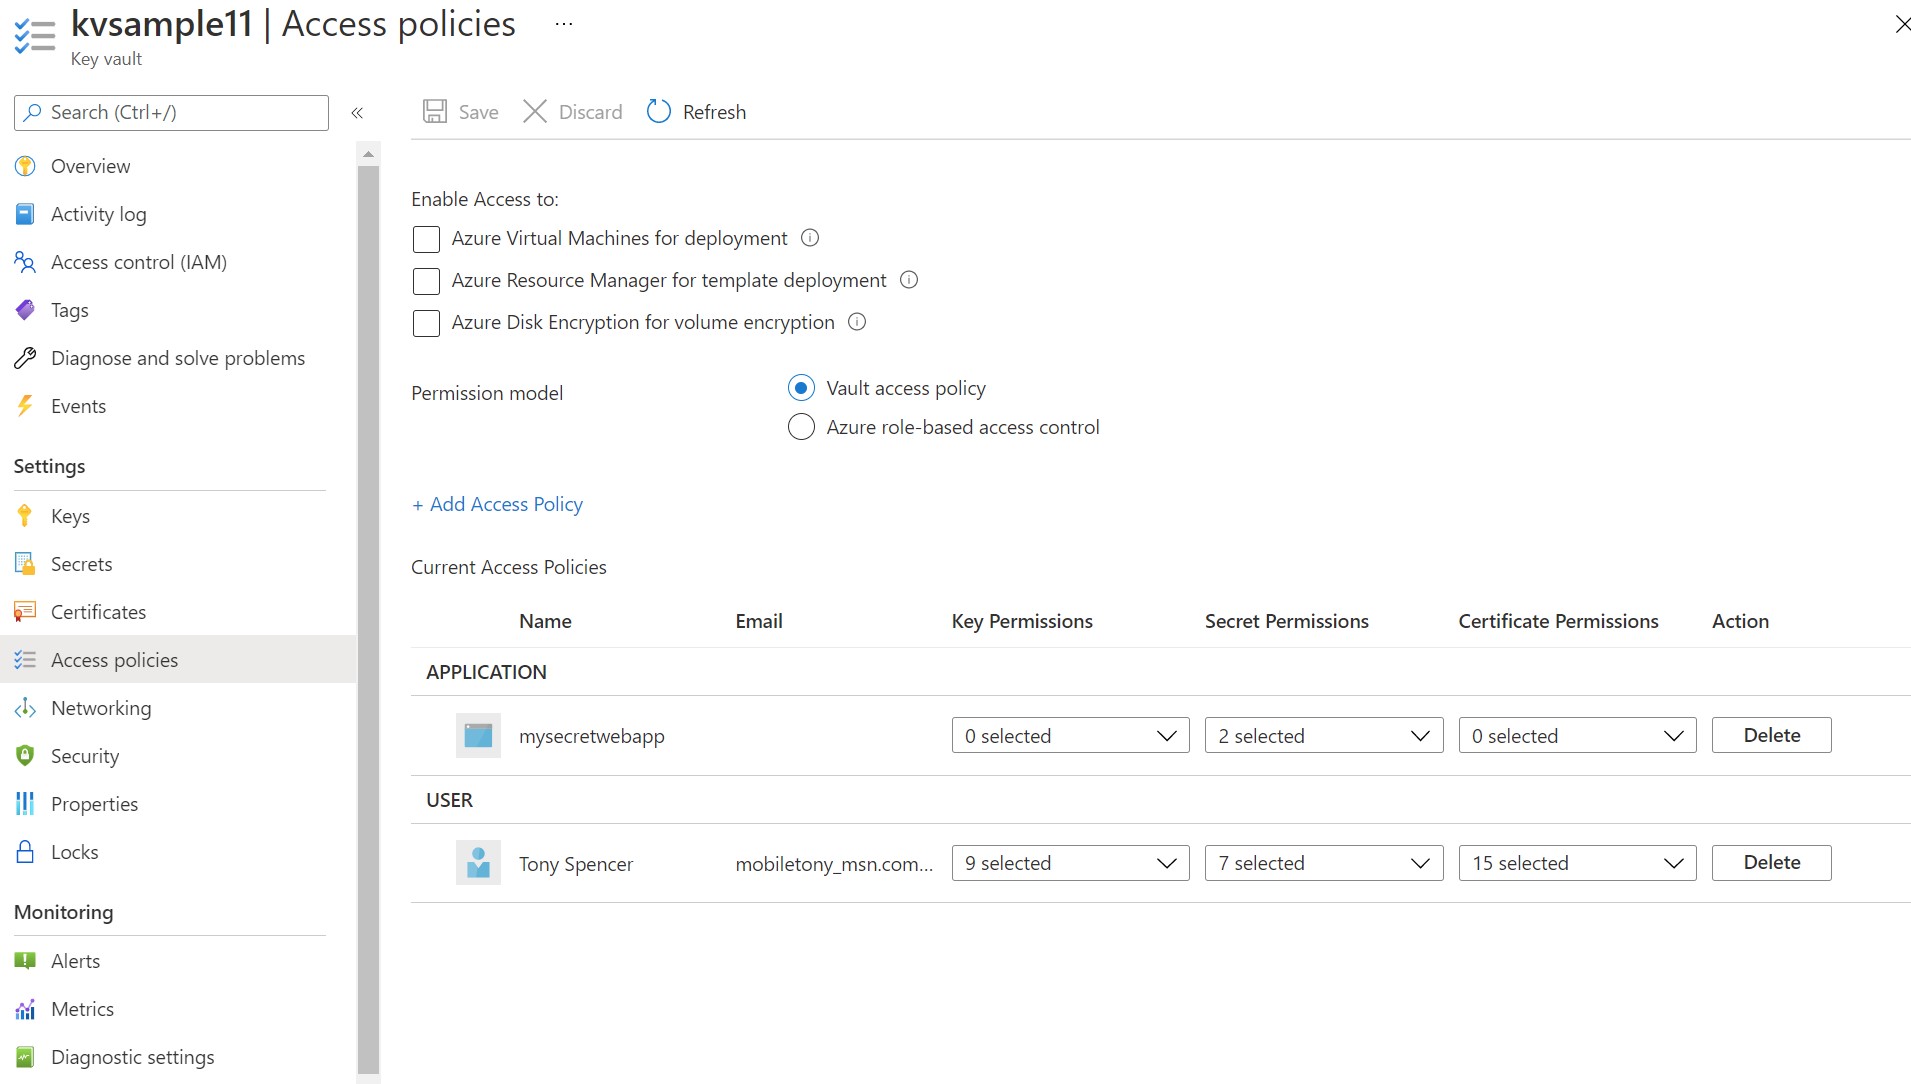 kvsample11 | Access policies ...
Key vault
Search (Ctrl+/)
«
Save Discard Refresh
Overview
Activity log
Access control (IAM)
Tags
Diagnose and solve problems
Events
Settings
Keys
Secrets
Certificates
Access policies
Networking
Security
Properties
Locks
Monitoring
Alerts
Metrics
Diagnostic settings
Enable Access to:
Azure Virtual Machines for deployment
Azure Resource Manager for template deployment
Azure Disk Encryption for volume encryption
Permission model
Vault access policy
Azure role-based access control
+ Add Access Policy
Current Access Policies
Name Email Key Permissions Secret Permissions Certificate Permissions Action
APPLICATION
mysecretwebapp 0 selected 2 selected 0 selected Delete
USER
Tony Spencer mobiletony_msn.com... 9 selected 7 selected 15 selected Delete